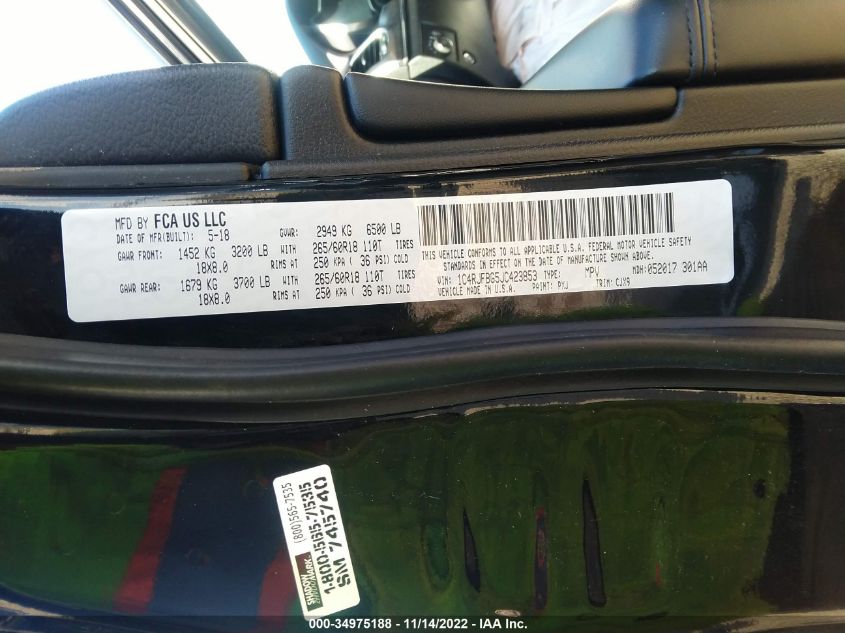 MFD BY FCA US LLC
DATE OF MFR(BUILT): 5-18 GVWR: 2949 KG 6500 LB
GAWR FRONT: 1452 KG 3200 LB WITH 265/60R18 110T TIRES
18X8.0 RIMS AT 250 KPA ( 36 PSI) COLD
GAWR REAR: 1679 KG 3700 LB WITH 265/60R18 110T TIRES
18X8.0 RIMS AT 250 KPA ( 36 PSI) COLD
THIS VEHICLE CONFORMS TO ALL APPLICABLE U.S.A. FEDERAL MOTOR VEHICLE SAFETY
STANDARDS IN EFFECT ON THE DATE OF MANUFACTURE SHOWN ABOVE.
VIN: 1C4RJFBG5JC423853 TYPE: MPV MDH: 052017 301AA
VEHICLE MADE IN U.S.A. PAINT: PXJ TRIM: CJX9
(800)565-7535
1-800-565-7535
SM 74574Q
000-34975188 - 11/14/2022 - IAA Inc.